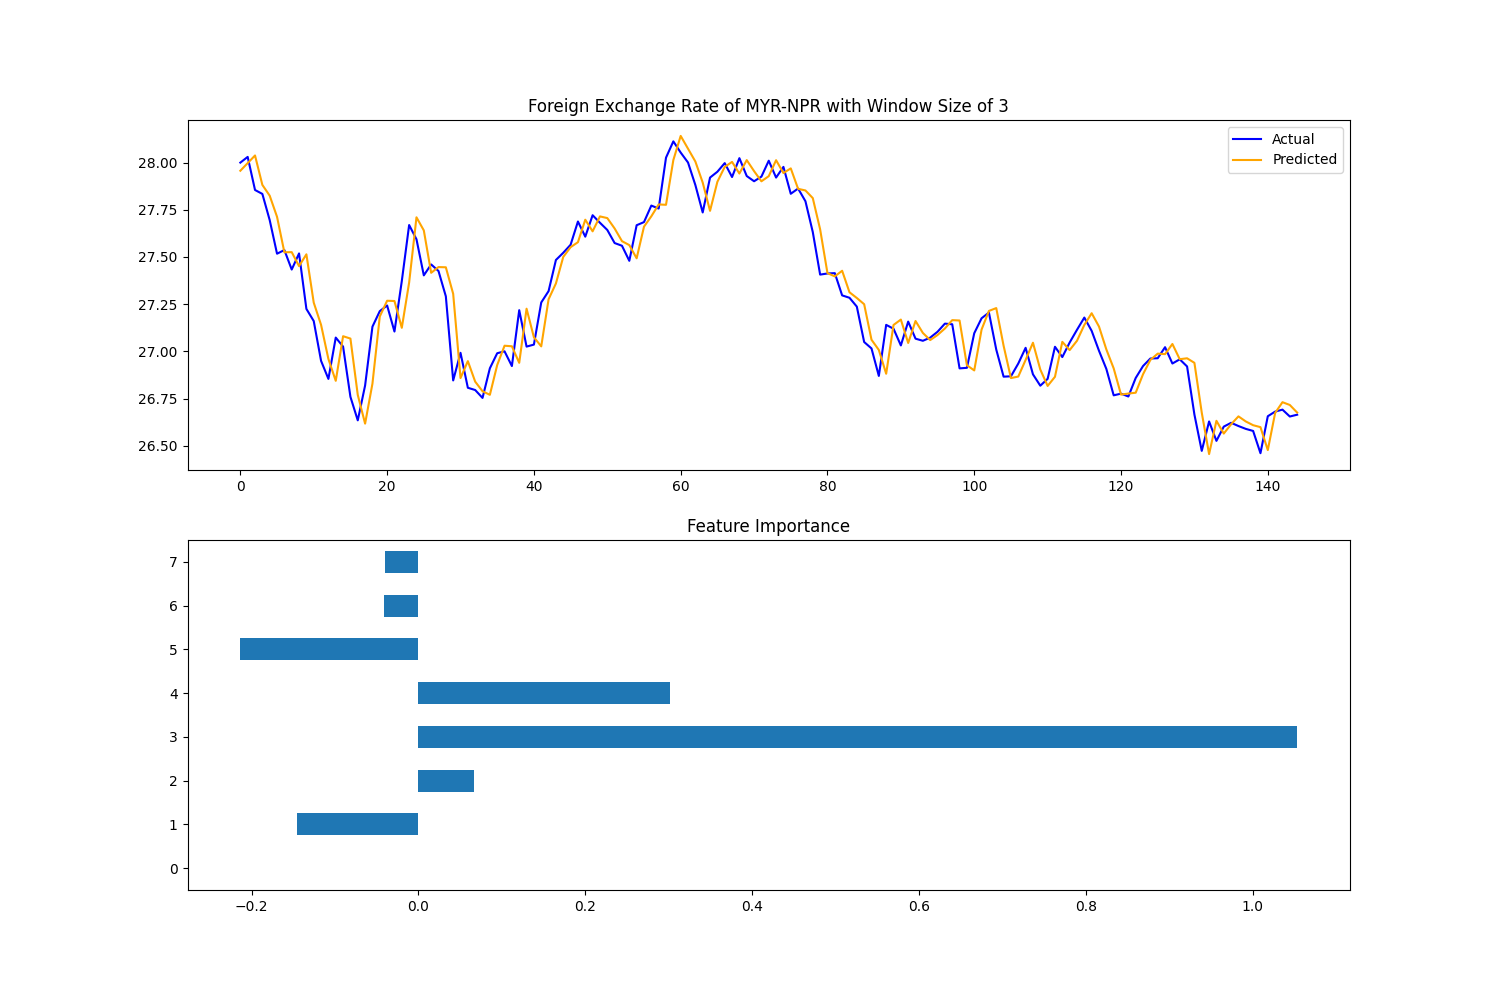 Foreign Exchange Rate of MYR-NPR with Window Size of 3
Actual
Predicted
28.00
27.75
27.50
27.25
27.00
26.75
26.50
0 20 40 60 80 100 120 140
Feature Importance
7
6
5
4
3
2
1
0
−0.2 0.0 0.2 0.4 0.6 0.8 1.0